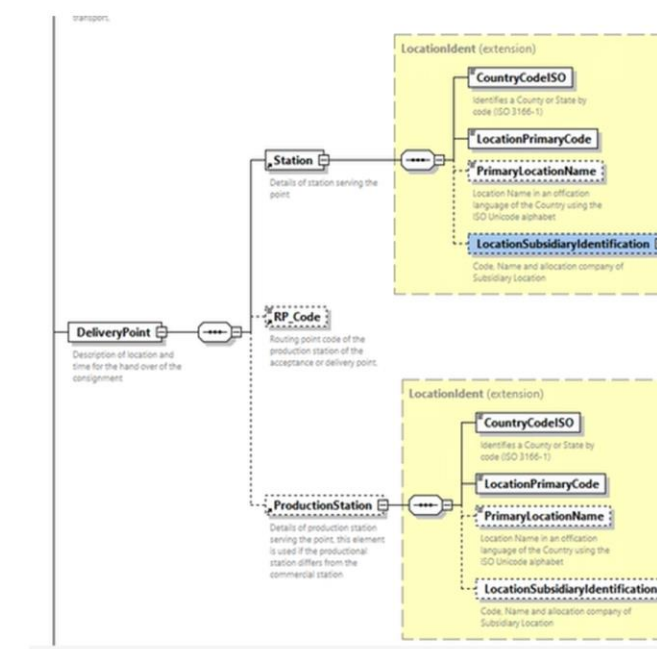 transport.
LocationIdent (extension)
CountryCodeISO
Identifies a County or State by
code (ISO 3166-1)
LocationPrimaryCode
Station
Details of station serving the
point
PrimaryLocationName
Location Name in an offication
language of the Country using the
ISO Unicode alphabet
LocationSubsidiaryIdentification
Code, Name and allocation company of
Subsidiary Location
RP_Code
Routing point code of the
production station of the
acceptance or delivery point.
DeliveryPoint
Description of location and
time for the hand over of the
consignment
LocationIdent (extension)
CountryCodeISO
Identifies a County or State by
code (ISO 3166-1)
LocationPrimaryCode
ProductionStation
Details of production station
serving the point, this element
is used if the productional
station differs from the
commercial station
PrimaryLocationName
Location Name in an offication
language of the Country using the
ISO Unicode alphabet
LocationSubsidiaryIdentification
Code, Name and allocation company of
Subsidiary Location